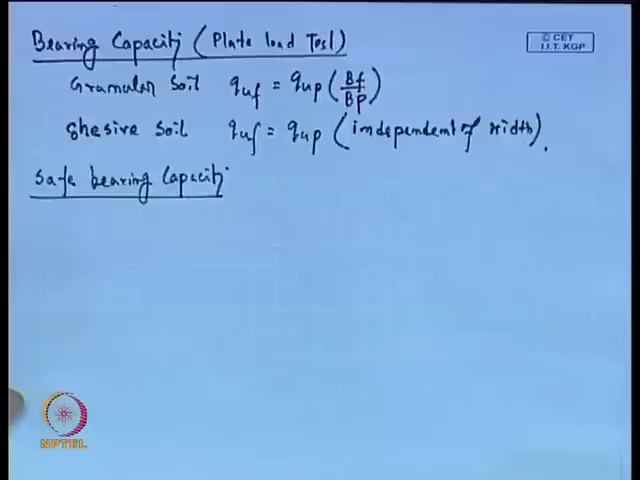 Bearing Capacity (Plate load Test)
© CET
I.I.T. KGP
Granular Soil quf = qup (Bf/Bp)
Cohesive Soil quf = qup (independent of width).
Safe bearing Capacity
NPTEL